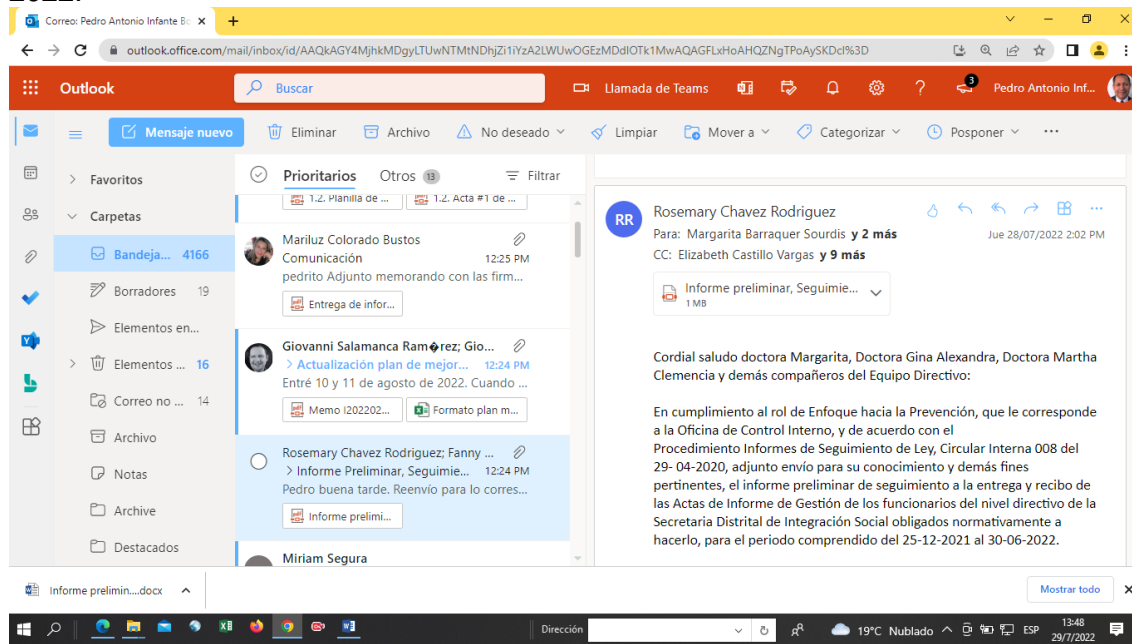 2022.
Correo: Pedro Antonio Infante Bo
outlook.office.com/mail/inbox/id/AAQkAGY4MjhkMDgyLTUwNTMtNDhjZi1iYzA2LWUwOGEzMDdlOTk1MwAQAGFLxHoAHQZNgTPoAySKDcI%3D
Outlook
Buscar
Llamada de Teams
3
Pedro Antonio Inf...
Mensaje nuevo
Eliminar
Archivo
No deseado
Limpiar
Mover a
Categorizar
Posponer
Favoritos
Carpetas
Bandeja... 4166
Borradores 19
Elementos en...
Elementos ... 16
Correo no ... 14
Archivo
Notas
Archive
Destacados
Prioritarios Otros 13 Filtrar
1.2. Planilla de ... 1.2. Acta #1 de ...
Mariluz Colorado Bustos
Comunicación 12:25 PM
pedrito Adjunto memorando con las firm...
Entrega de infor...
Giovanni Salamanca Ram�rez; Gio...
> Actualización plan de mejor... 12:24 PM
Entré 10 y 11 de agosto de 2022. Cuando ...
Memo I202202... Formato plan m...
Rosemary Chavez Rodriguez; Fanny ...
> Informe Preliminar, Seguimie... 12:24 PM
Pedro buena tarde. Reenvío para lo corres...
Informe prelimi...
Miriam Segura
RR
Rosemary Chavez Rodriguez
Para: Margarita Barraquer Sourdis y 2 más
Jue 28/07/2022 2:02 PM
CC: Elizabeth Castillo Vargas y 9 más
Informe preliminar, Seguimie...
1 MB
Cordial saludo doctora Margarita, Doctora Gina Alexandra, Doctora Martha
Clemencia y demás compañeros del Equipo Directivo:
En cumplimiento al rol de Enfoque hacia la Prevención, que le corresponde
a la Oficina de Control Interno, y de acuerdo con el
Procedimiento Informes de Seguimiento de Ley, Circular Interna 008 del
29- 04-2020, adjunto envío para su conocimiento y demás fines
pertinentes, el informe preliminar de seguimiento a la entrega y recibo de
las Actas de Informe de Gestión de los funcionarios del nivel directivo de la
Secretaria Distrital de Integración Social obligados normativamente a
hacerlo, para el periodo comprendido del 25-12-2021 al 30-06-2022.
Informe prelimin....docx
Mostrar todo
Dirección
19°C Nublado
ESP
13:48
29/7/2022